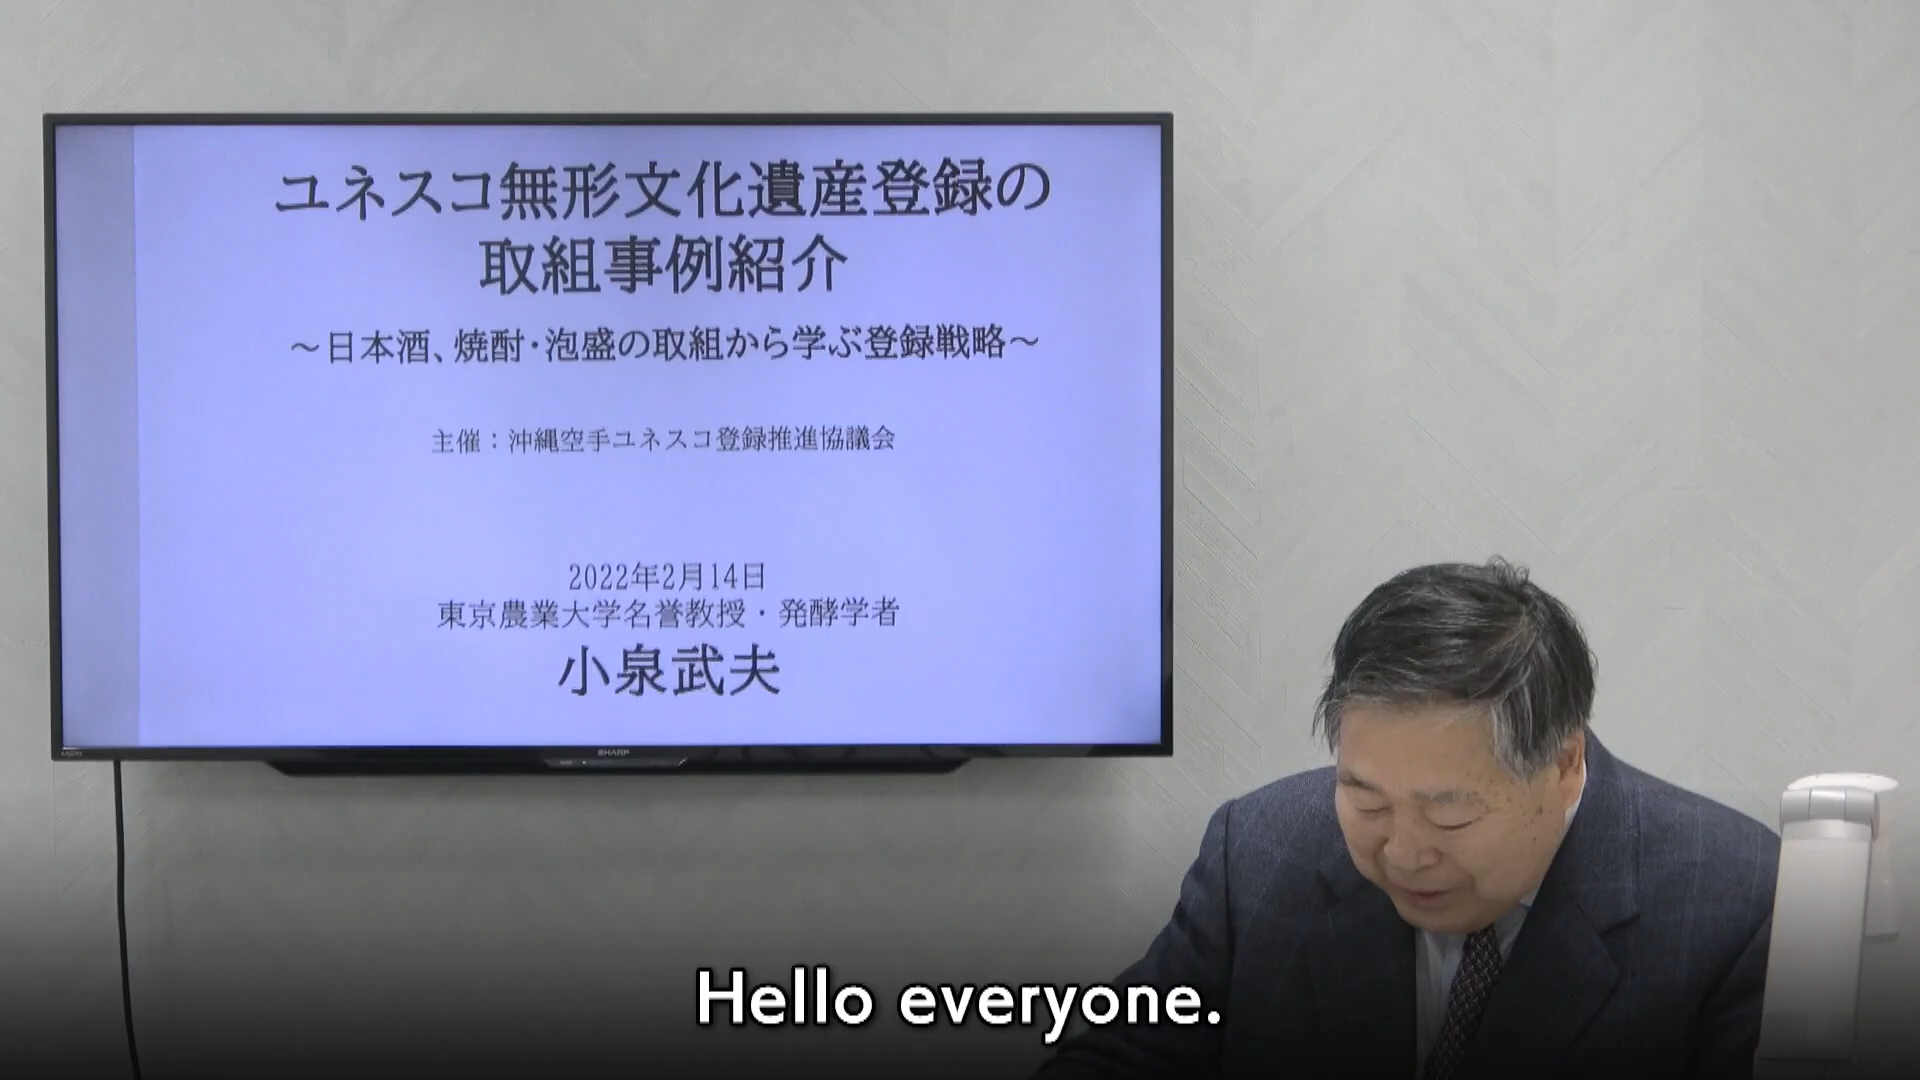 ユネスコ無形文化遺産登録の
取組事例紹介
～日本酒、焼酎・泡盛の取組から学ぶ登録戦略～
主催：沖縄空手ユネスコ登録推進協議会
2022年2月14日
東京農業大学名誉教授・発酵学者
小泉武夫
SHARP
Hello everyone.